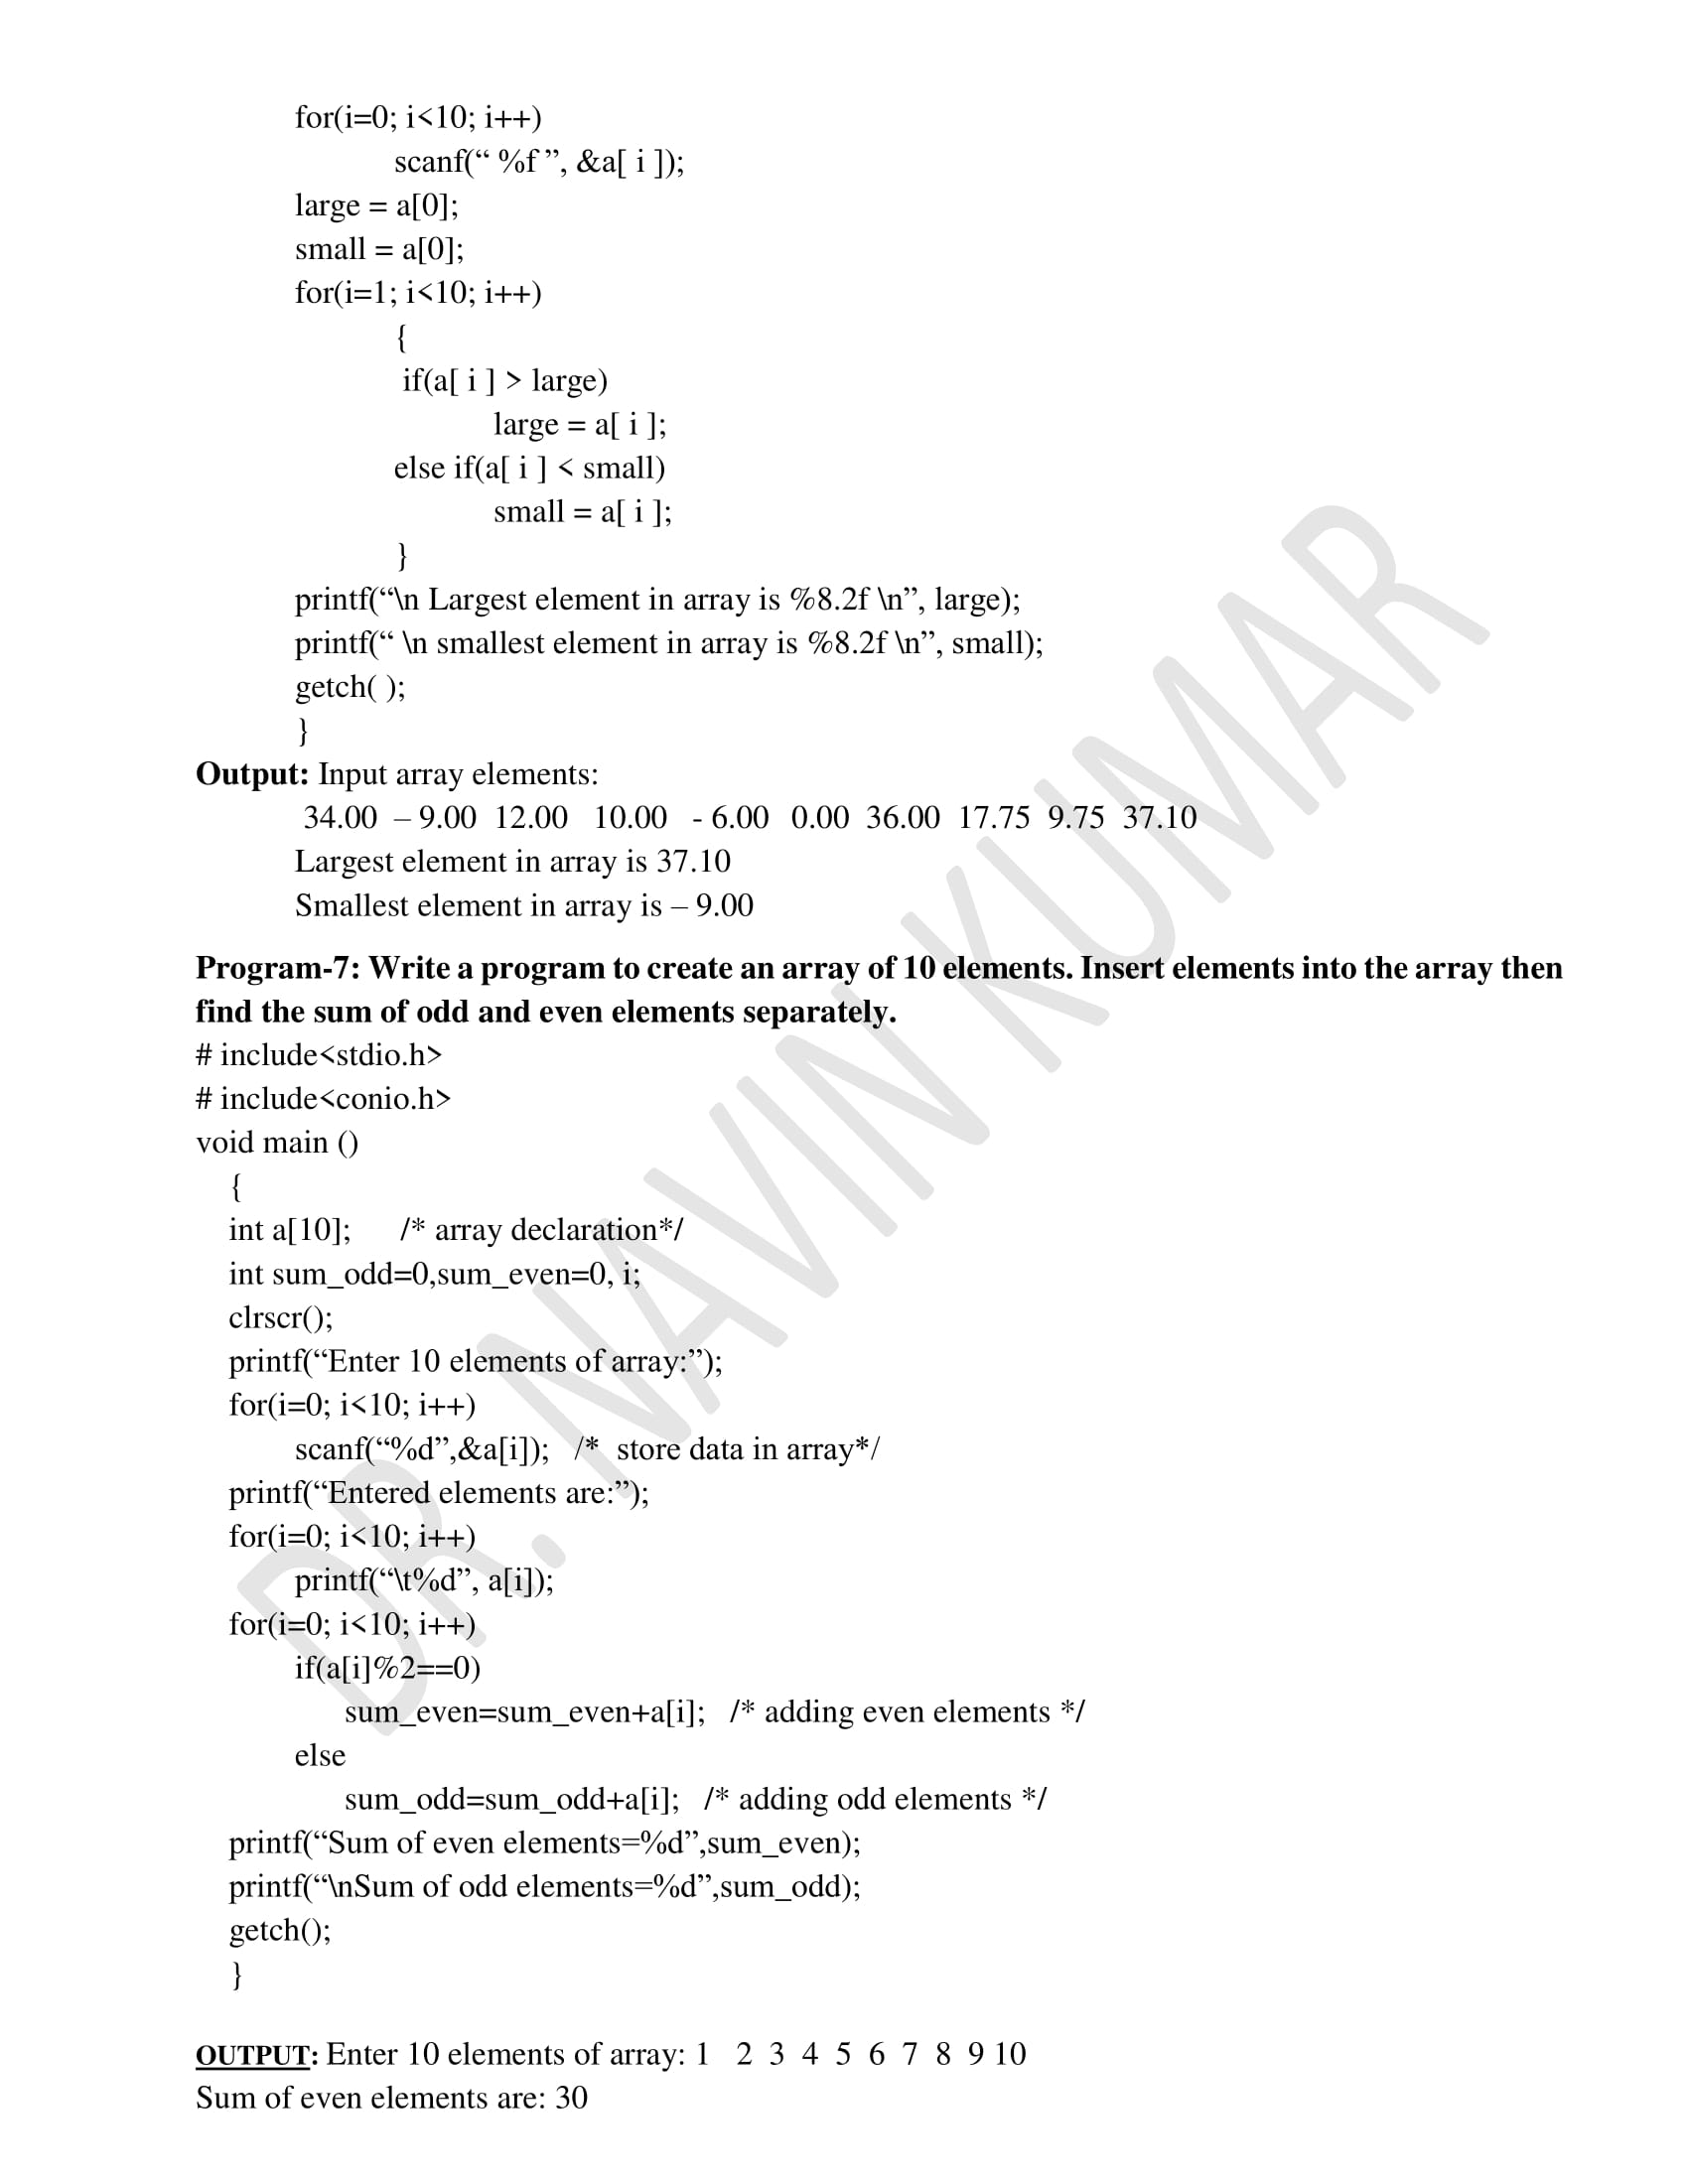 for(i=0; i<10; i++)
scanf(“ %f ”, &a[ i ]);
large = a[0];
small = a[0];
for(i=1; i<10; i++)
{
if(a[ i ] > large)
large = a[ i ];
else if(a[ i ] < small)
small = a[ i ];
}
printf(“\n Largest element in array is %8.2f \n”, large);
printf(“ \n smallest element in array is %8.2f \n”, small);
getch( );
}
Output: Input array elements:
34.00 – 9.00 12.00 10.00 - 6.00 0.00 36.00 17.75 9.75 37.10
Largest element in array is 37.10
Smallest element in array is – 9.00
Program-7: Write a program to create an array of 10 elements. Insert elements into the array then
find the sum of odd and even elements separately.
# include<stdio.h>
# include<conio.h>
void main ()
{
int a[10]; /* array declaration*/
int sum_odd=0,sum_even=0, i;
clrscr();
printf(“Enter 10 elements of array:”);
for(i=0; i<10; i++)
scanf(“%d”,&a[i]); /* store data in array*/
printf(“Entered elements are:”);
for(i=0; i<10; i++)
printf(“\t%d”, a[i]);
for(i=0; i<10; i++)
if(a[i]%2==0)
sum_even=sum_even+a[i]; /* adding even elements */
else
sum_odd=sum_odd+a[i]; /* adding odd elements */
printf(“Sum of even elements=%d”,sum_even);
printf(“\nSum of odd elements=%d”,sum_odd);
getch();
}
OUTPUT: Enter 10 elements of array: 1 2 3 4 5 6 7 8 9 10
Sum of even elements are: 30
DR. NAVIN KUMAR